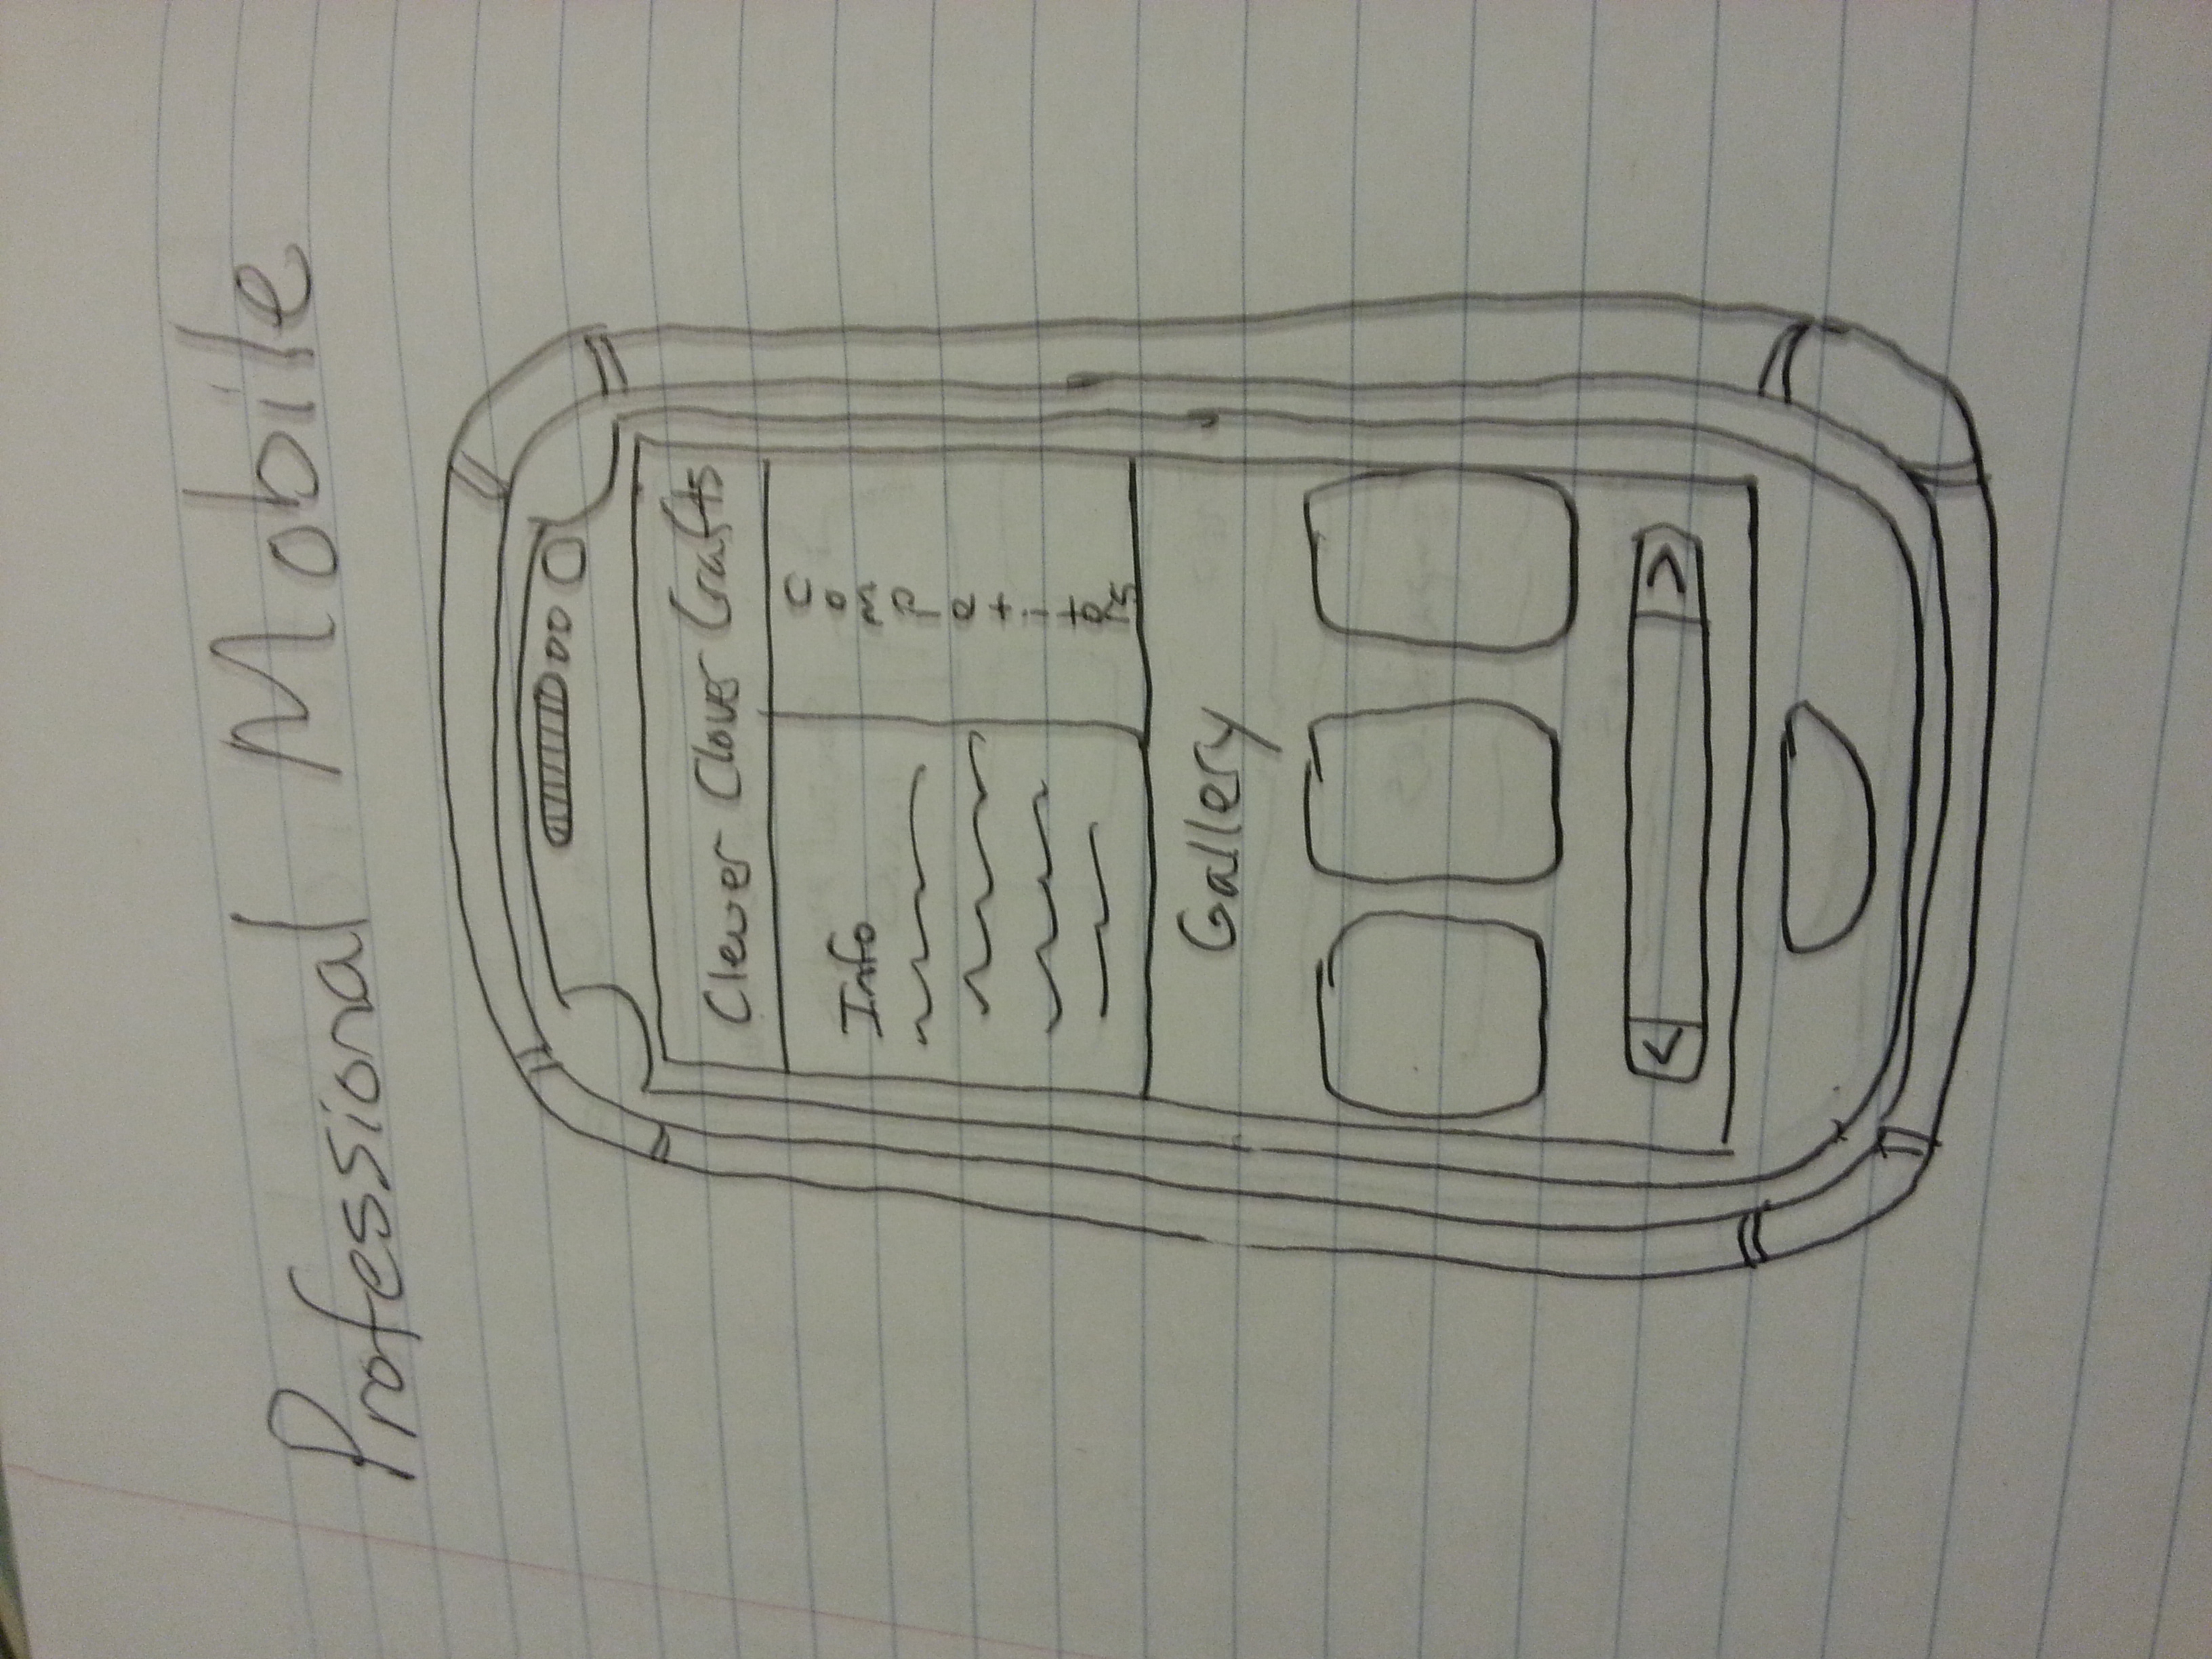 Professional Mobile
Clever Clover Crafts
Info
Competitors
Gallery
<
>